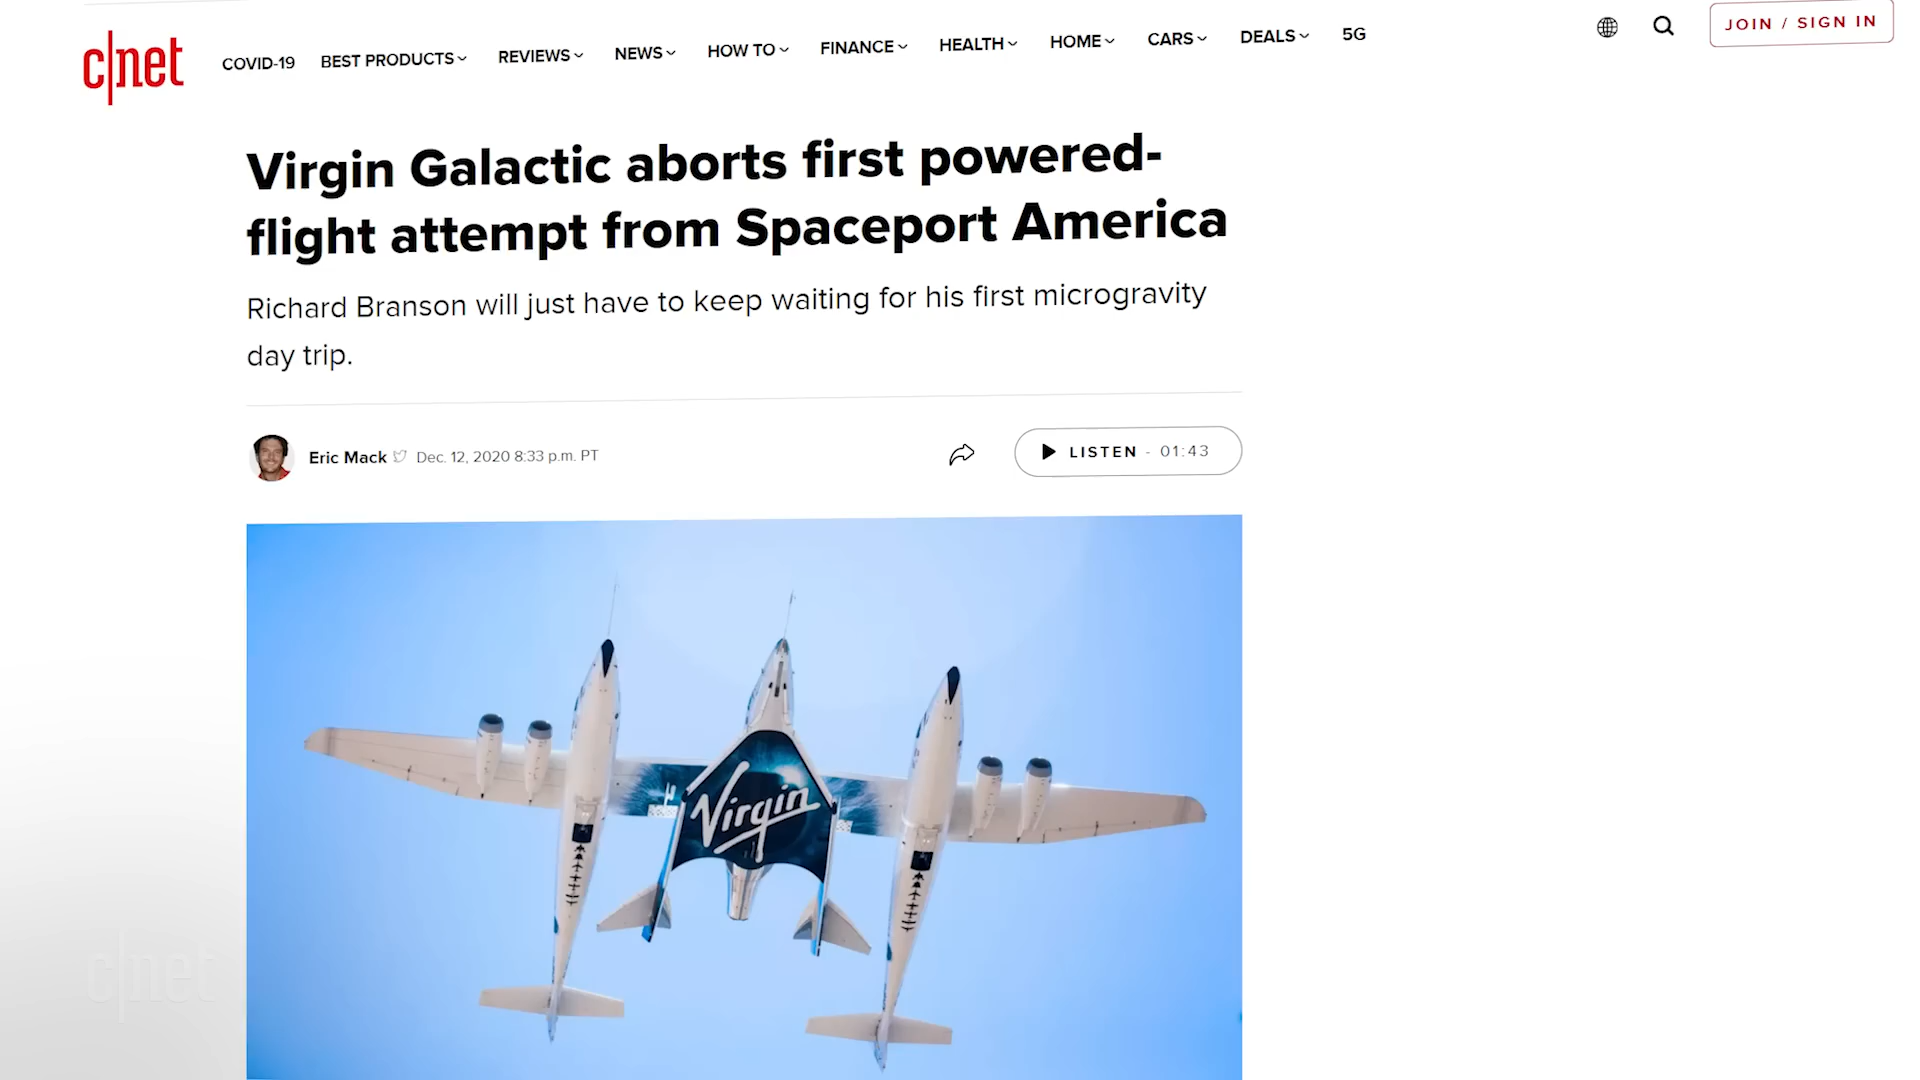 c|net
COVID-19 BEST PRODUCTS REVIEWS NEWS HOW TO FINANCE HEALTH HOME CARS DEALS 5G JOIN / SIGN IN
Virgin Galactic aborts first powered-
flight attempt from Spaceport America
Richard Branson will just have to keep waiting for his first microgravity
day trip.
Eric Mack Dec. 12, 2020 8:33 p.m. PT LISTEN - 01:43
Virgin
c|net